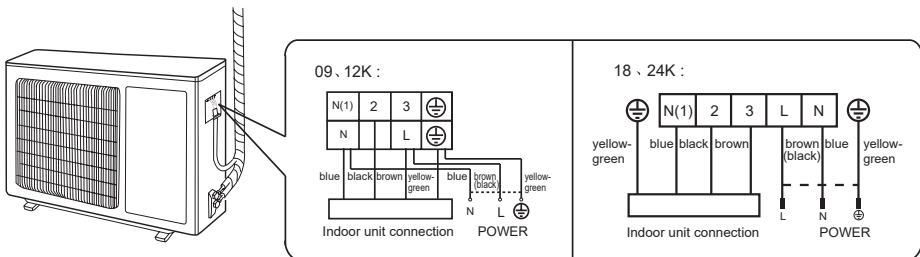 09、12K :
N(1) 2 3
N L
blue black brown yellow-green blue brown (black) yellow-green
N L
Indoor unit connection POWER
18 、24K :
N(1) 2 3 L N
yellow-green blue black brown brown (black) blue yellow-green
L N
Indoor unit connection POWER